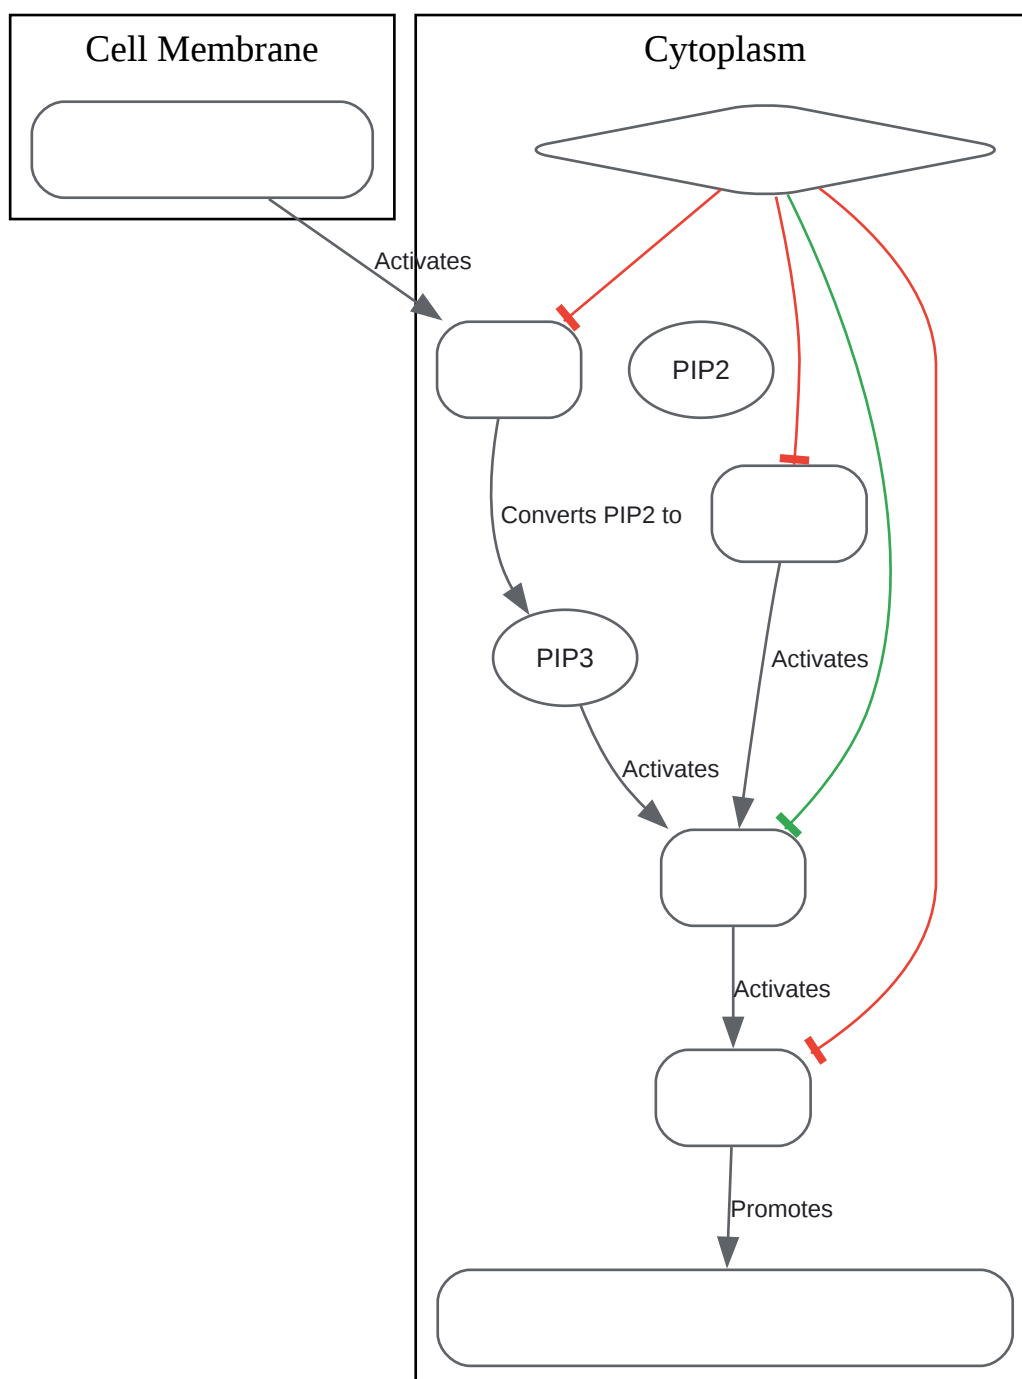 Cell Membrane
Cytoplasm
Activates
PIP2
Converts PIP2 to
PIP3
Activates
Activates
Activates
Promotes